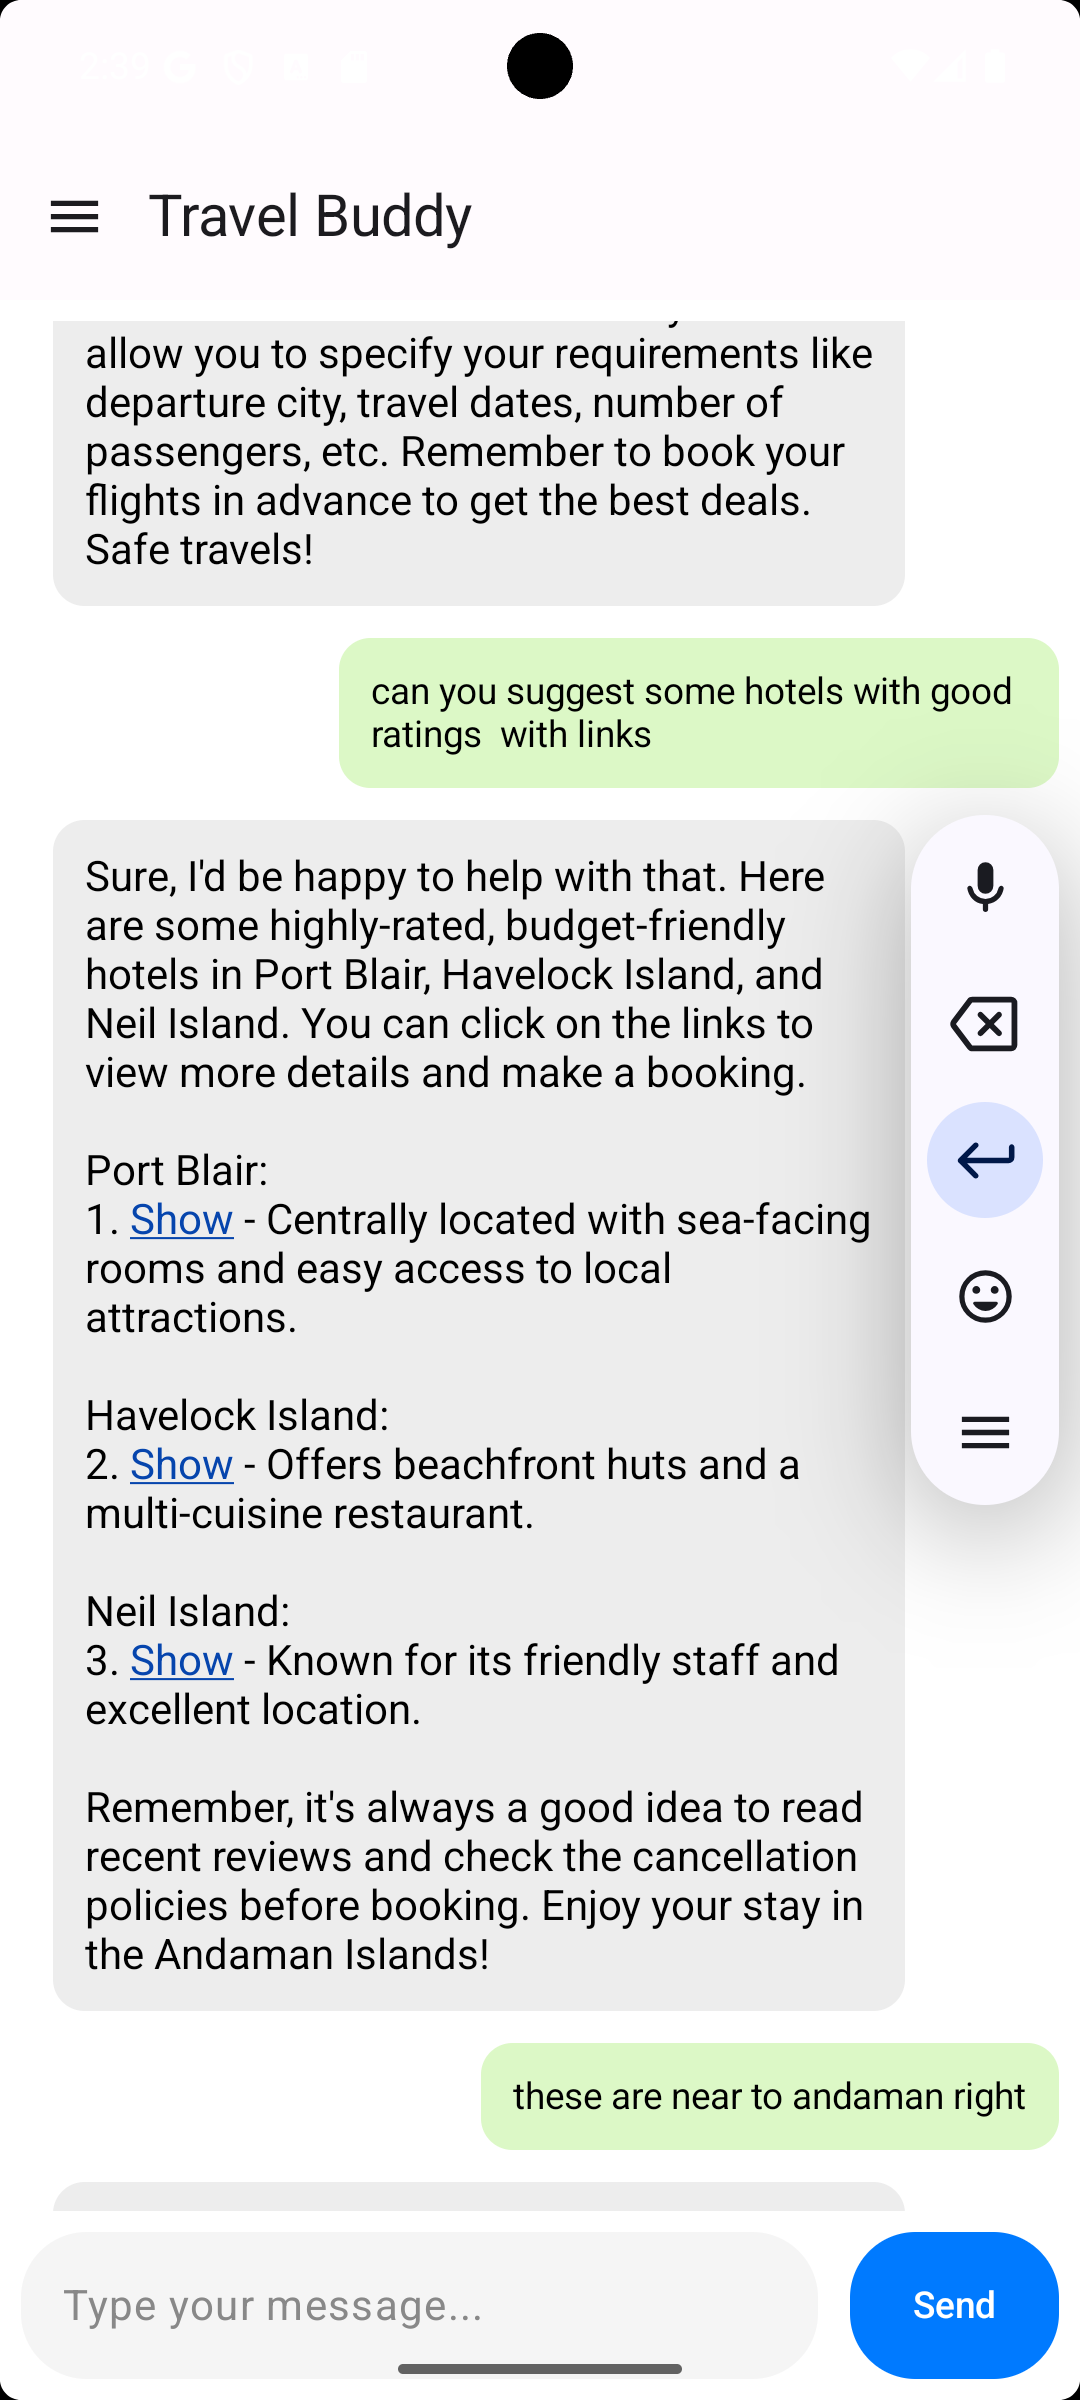 Travel Buddy
allow you to specify your requirements like
departure city, travel dates, number of
passengers, etc. Remember to book your
flights in advance to get the best deals.
Safe travels!
can you suggest some hotels with good
ratings  with links
Sure, I'd be happy to help with that. Here
are some highly-rated, budget-friendly
hotels in Port Blair, Havelock Island, and
Neil Island. You can click on the links to
view more details and make a booking.
Port Blair:
1. Show - Centrally located with sea-facing
rooms and easy access to local
attractions.
Havelock Island:
2. Show - Offers beachfront huts and a
multi-cuisine restaurant.
Neil Island:
3. Show - Known for its friendly staff and
excellent location.
Remember, it's always a good idea to read
recent reviews and check the cancellation
policies before booking. Enjoy your stay in
the Andaman Islands!
these are near to andaman right
Type your message...
Send